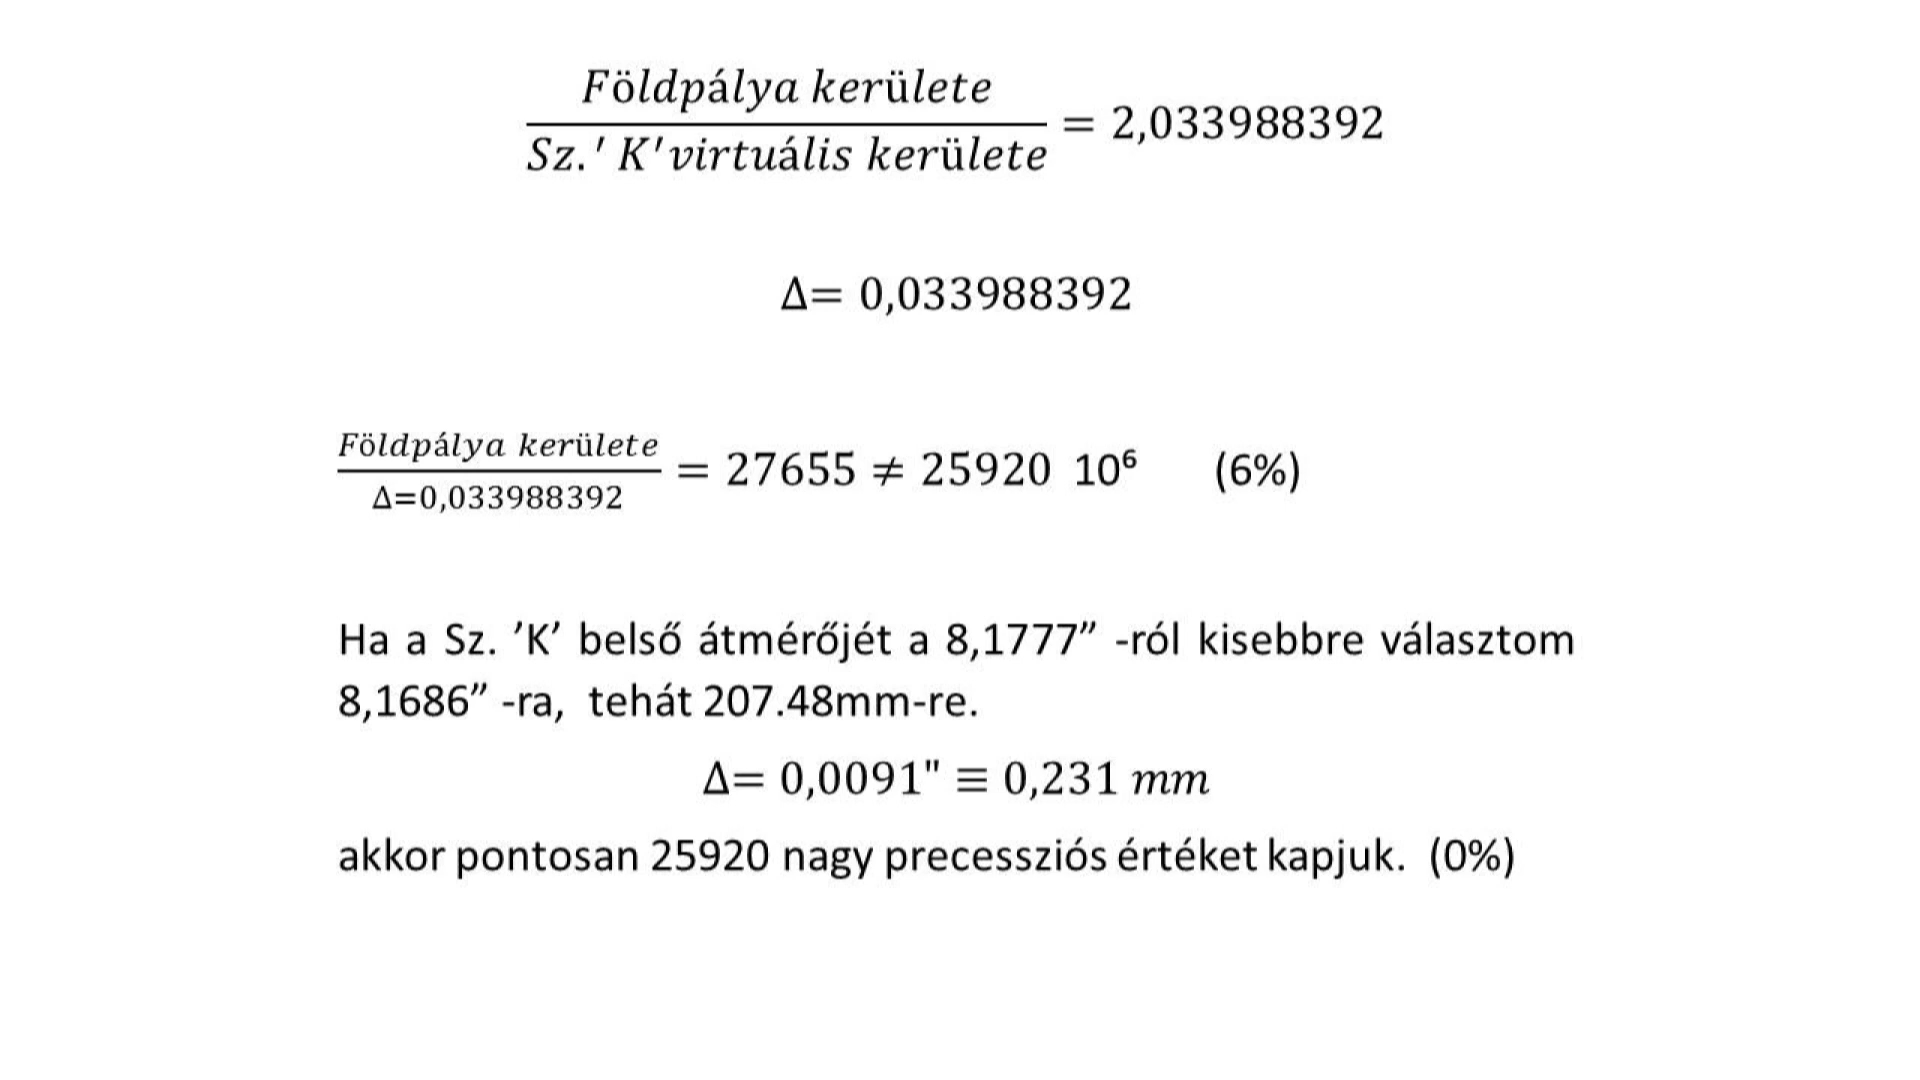 Földpálya kerülete
Sz.′ K′virtuális kerülete
= 2,033988392
Δ= 0,033988392
Földpálya kerülete
Δ=0,033988392
= 27655 ≠ 25920 10⁶ (6%)
Ha a Sz. ’K’ belső átmérőjét a 8,1777” -ról kisebbre választom
8,1686” -ra, tehát 207.48mm-re.
Δ= 0,0091" ≡ 0,231 mm
akkor pontosan 25920 nagy precessziós értéket kapjuk. (0%)